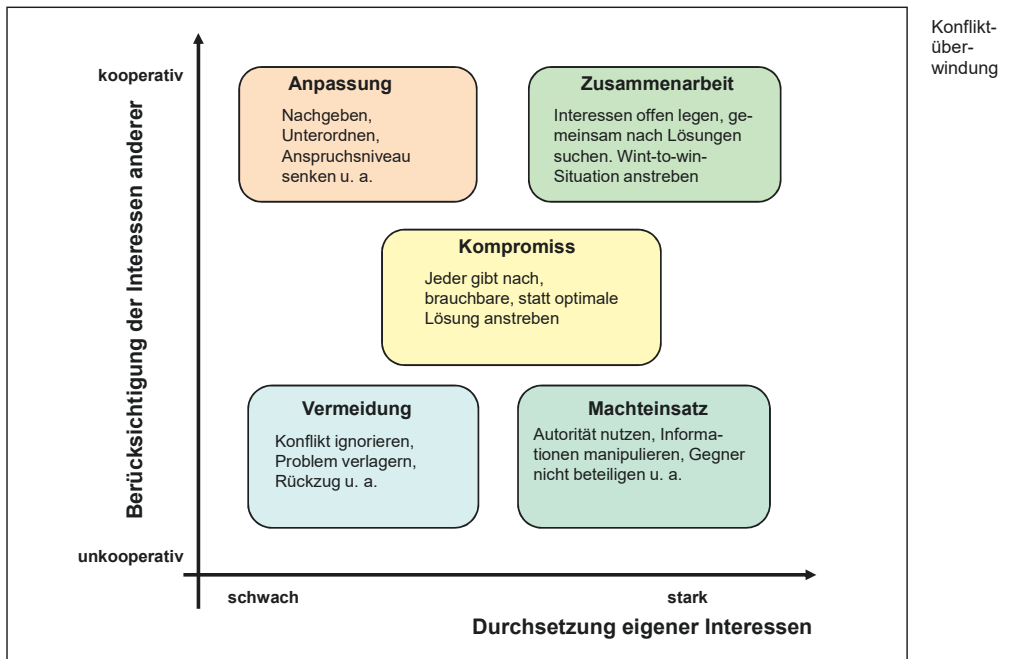 Konflikt-
über-
windung
kooperativ
Berücksichtigung der Interessen anderer
Anpassung
Nachgeben,
Unterordnen,
Anspruchsniveau
senken u. a.
Zusammenarbeit
Interessen offen legen, ge-
meinsam nach Lösungen
suchen. Wint-to-win-
Situation anstreben
Kompromiss
Jeder gibt nach,
brauchbare, statt optimale
Lösung anstreben
Vermeidung
Konflikt ignorieren,
Problem verlagern,
Rückzug u. a.
Machteinsatz
Autorität nutzen, Informa-
tionen manipulieren, Gegner
nicht beteiligen u. a.
unkooperativ
schwach
stark
Durchsetzung eigener Interessen